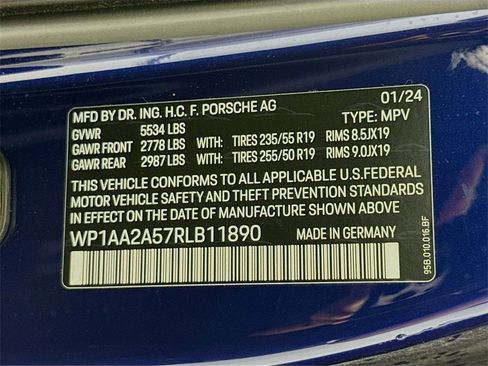 MFD BY DR. ING. H.C. F. PORSCHE AG 01/24
GVWR 5534 LBS TYPE: MPV
GAWR FRONT 2778 LBS WITH: TIRES 235/55 R19 RIMS 8.5JX19
GAWR REAR 2987 LBS WITH: TIRES 255/50 R19 RIMS 9.0JX19
THIS VEHICLE CONFORMS TO ALL APPLICABLE U.S.FEDERAL
MOTOR VEHICLE SAFETY AND THEFT PREVENTION STANDARDS
IN EFFECT ON THE DATE OF MANUFACTURE SHOWN ABOVE.
WP1AA2A57RLB11890 MADE IN GERMANY
95B.010.016.BF